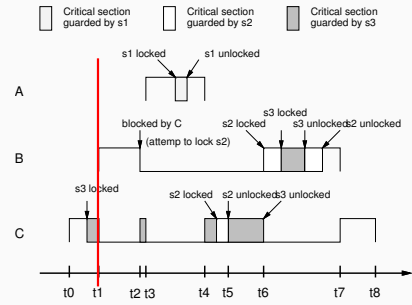 Critical section
guarded by s1
Critical section
guarded by s2
Critical section
guarded by s3
s1 locked
s1 unlocked
A
s3 locked
blocked by C
s2 locked
s3 unlocked
s2 unlocked
(attemp to lock s2)
B
s3 locked
s2 locked
s2 unlocked
s3 unlocked
C
t0
t1
t2
t3
t4
t5
t6
t7
t8